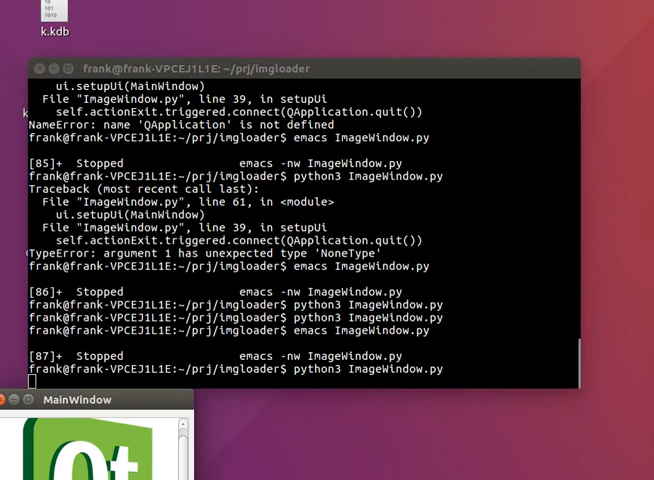 10
101
1010
k.kdb
frank@frank-VPCEJ1L1E: ~/prj/imgloader
ui.setupUi(MainWindow)
File "ImageWindow.py", line 39, in setupUi
self.actionExit.triggered.connect(QApplication.quit())
NameError: name 'QApplication' is not defined
frank@frank-VPCEJ1L1E:~/prj/imgloader$ emacs ImageWindow.py
[85]+  Stopped                 emacs -nw ImageWindow.py
frank@frank-VPCEJ1L1E:~/prj/imgloader$ python3 ImageWindow.py
Traceback (most recent call last):
File "ImageWindow.py", line 61, in <module>
ui.setupUi(MainWindow)
File "ImageWindow.py", line 39, in setupUi
self.actionExit.triggered.connect(QApplication.quit())
TypeError: argument 1 has unexpected type 'NoneType'
frank@frank-VPCEJ1L1E:~/prj/imgloader$ emacs ImageWindow.py
[86]+  Stopped                 emacs -nw ImageWindow.py
frank@frank-VPCEJ1L1E:~/prj/imgloader$ python3 ImageWindow.py
frank@frank-VPCEJ1L1E:~/prj/imgloader$ python3 ImageWindow.py
frank@frank-VPCEJ1L1E:~/prj/imgloader$ emacs ImageWindow.py
[87]+  Stopped                 emacs -nw ImageWindow.py
frank@frank-VPCEJ1L1E:~/prj/imgloader$ python3 ImageWindow.py
MainWindow
Qt